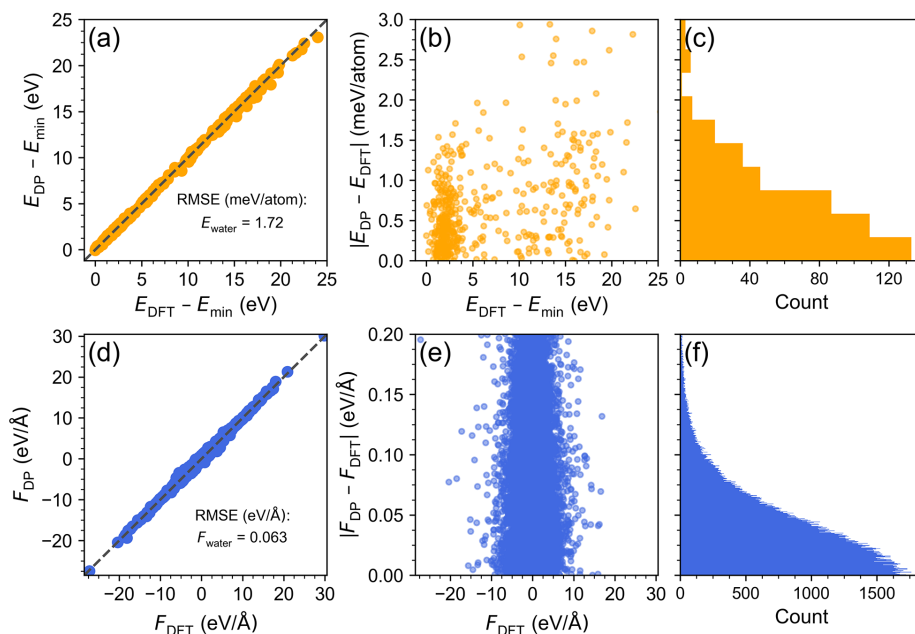 (a)
25
20
15
10
5
0
E_DP − E_min (eV)
RMSE (meV/atom):
E_water = 1.72
0 5 10 15 20 25
E_DFT − E_min (eV)
(b)
3.0
2.5
2.0
1.5
1.0
0.5
0.0
|E_DP − E_DFT| (meV/atom)
0 5 10 15 20 25
E_DFT − E_min (eV)
(c)
0 40 80 120
Count
(d)
30
20
10
0
−10
−20
F_DP (eV/Å)
RMSE (eV/Å):
F_water = 0.063
−20 −10 0 10 20 30
F_DFT (eV/Å)
(e)
0.20
0.15
0.10
0.05
0.00
|F_DP − F_DFT| (eV/Å)
−20 −10 0 10 20 30
F_DFT (eV/Å)
(f)
0 500 1000 1500
Count